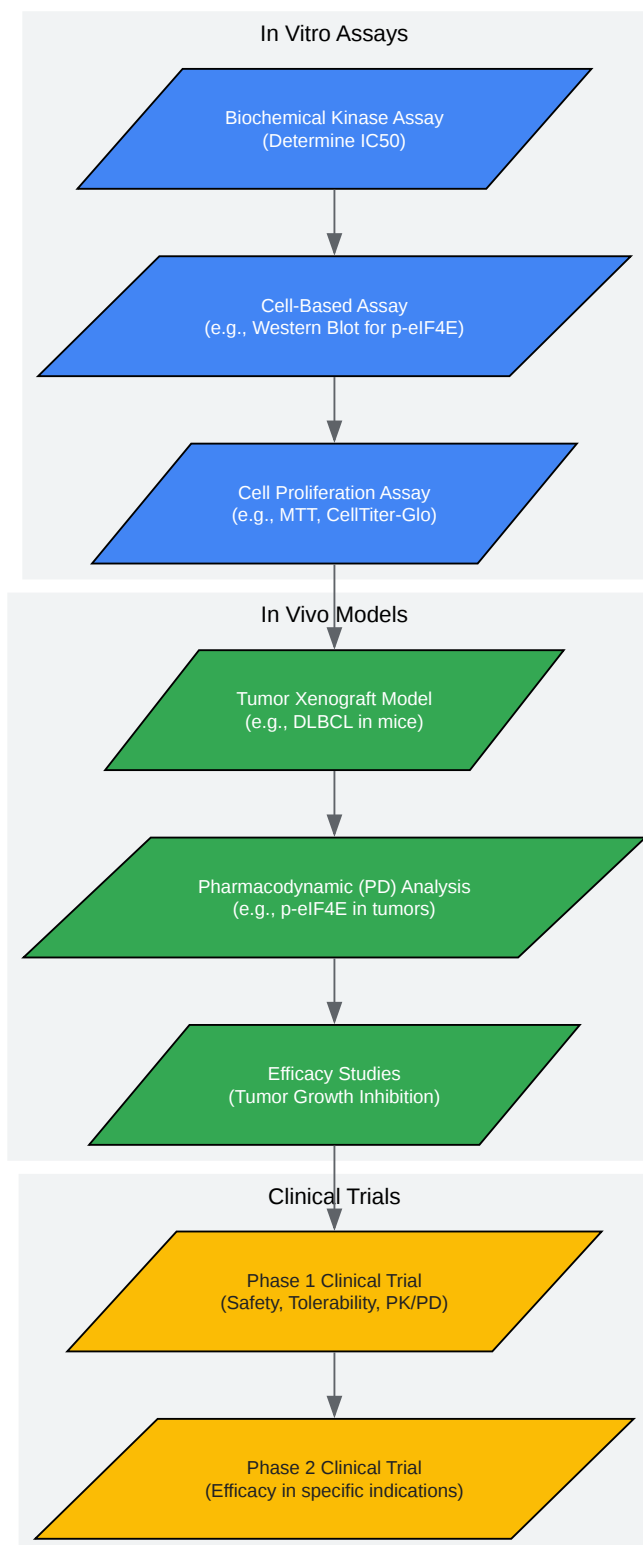 In Vitro Assays
Biochemical Kinase Assay
(Determine IC50)
Cell-Based Assay
(e.g., Western Blot for p-eIF4E)
Cell Proliferation Assay
(e.g., MTT, CellTiter-Glo)
In Vivo Models
Tumor Xenograft Model
(e.g., DLBCL in mice)
Pharmacodynamic (PD) Analysis
(e.g., p-eIF4E in tumors)
Efficacy Studies
(Tumor Growth Inhibition)
Clinical Trials
Phase 1 Clinical Trial
(Safety, Tolerability, PK/PD)
Phase 2 Clinical Trial
(Efficacy in specific indications)